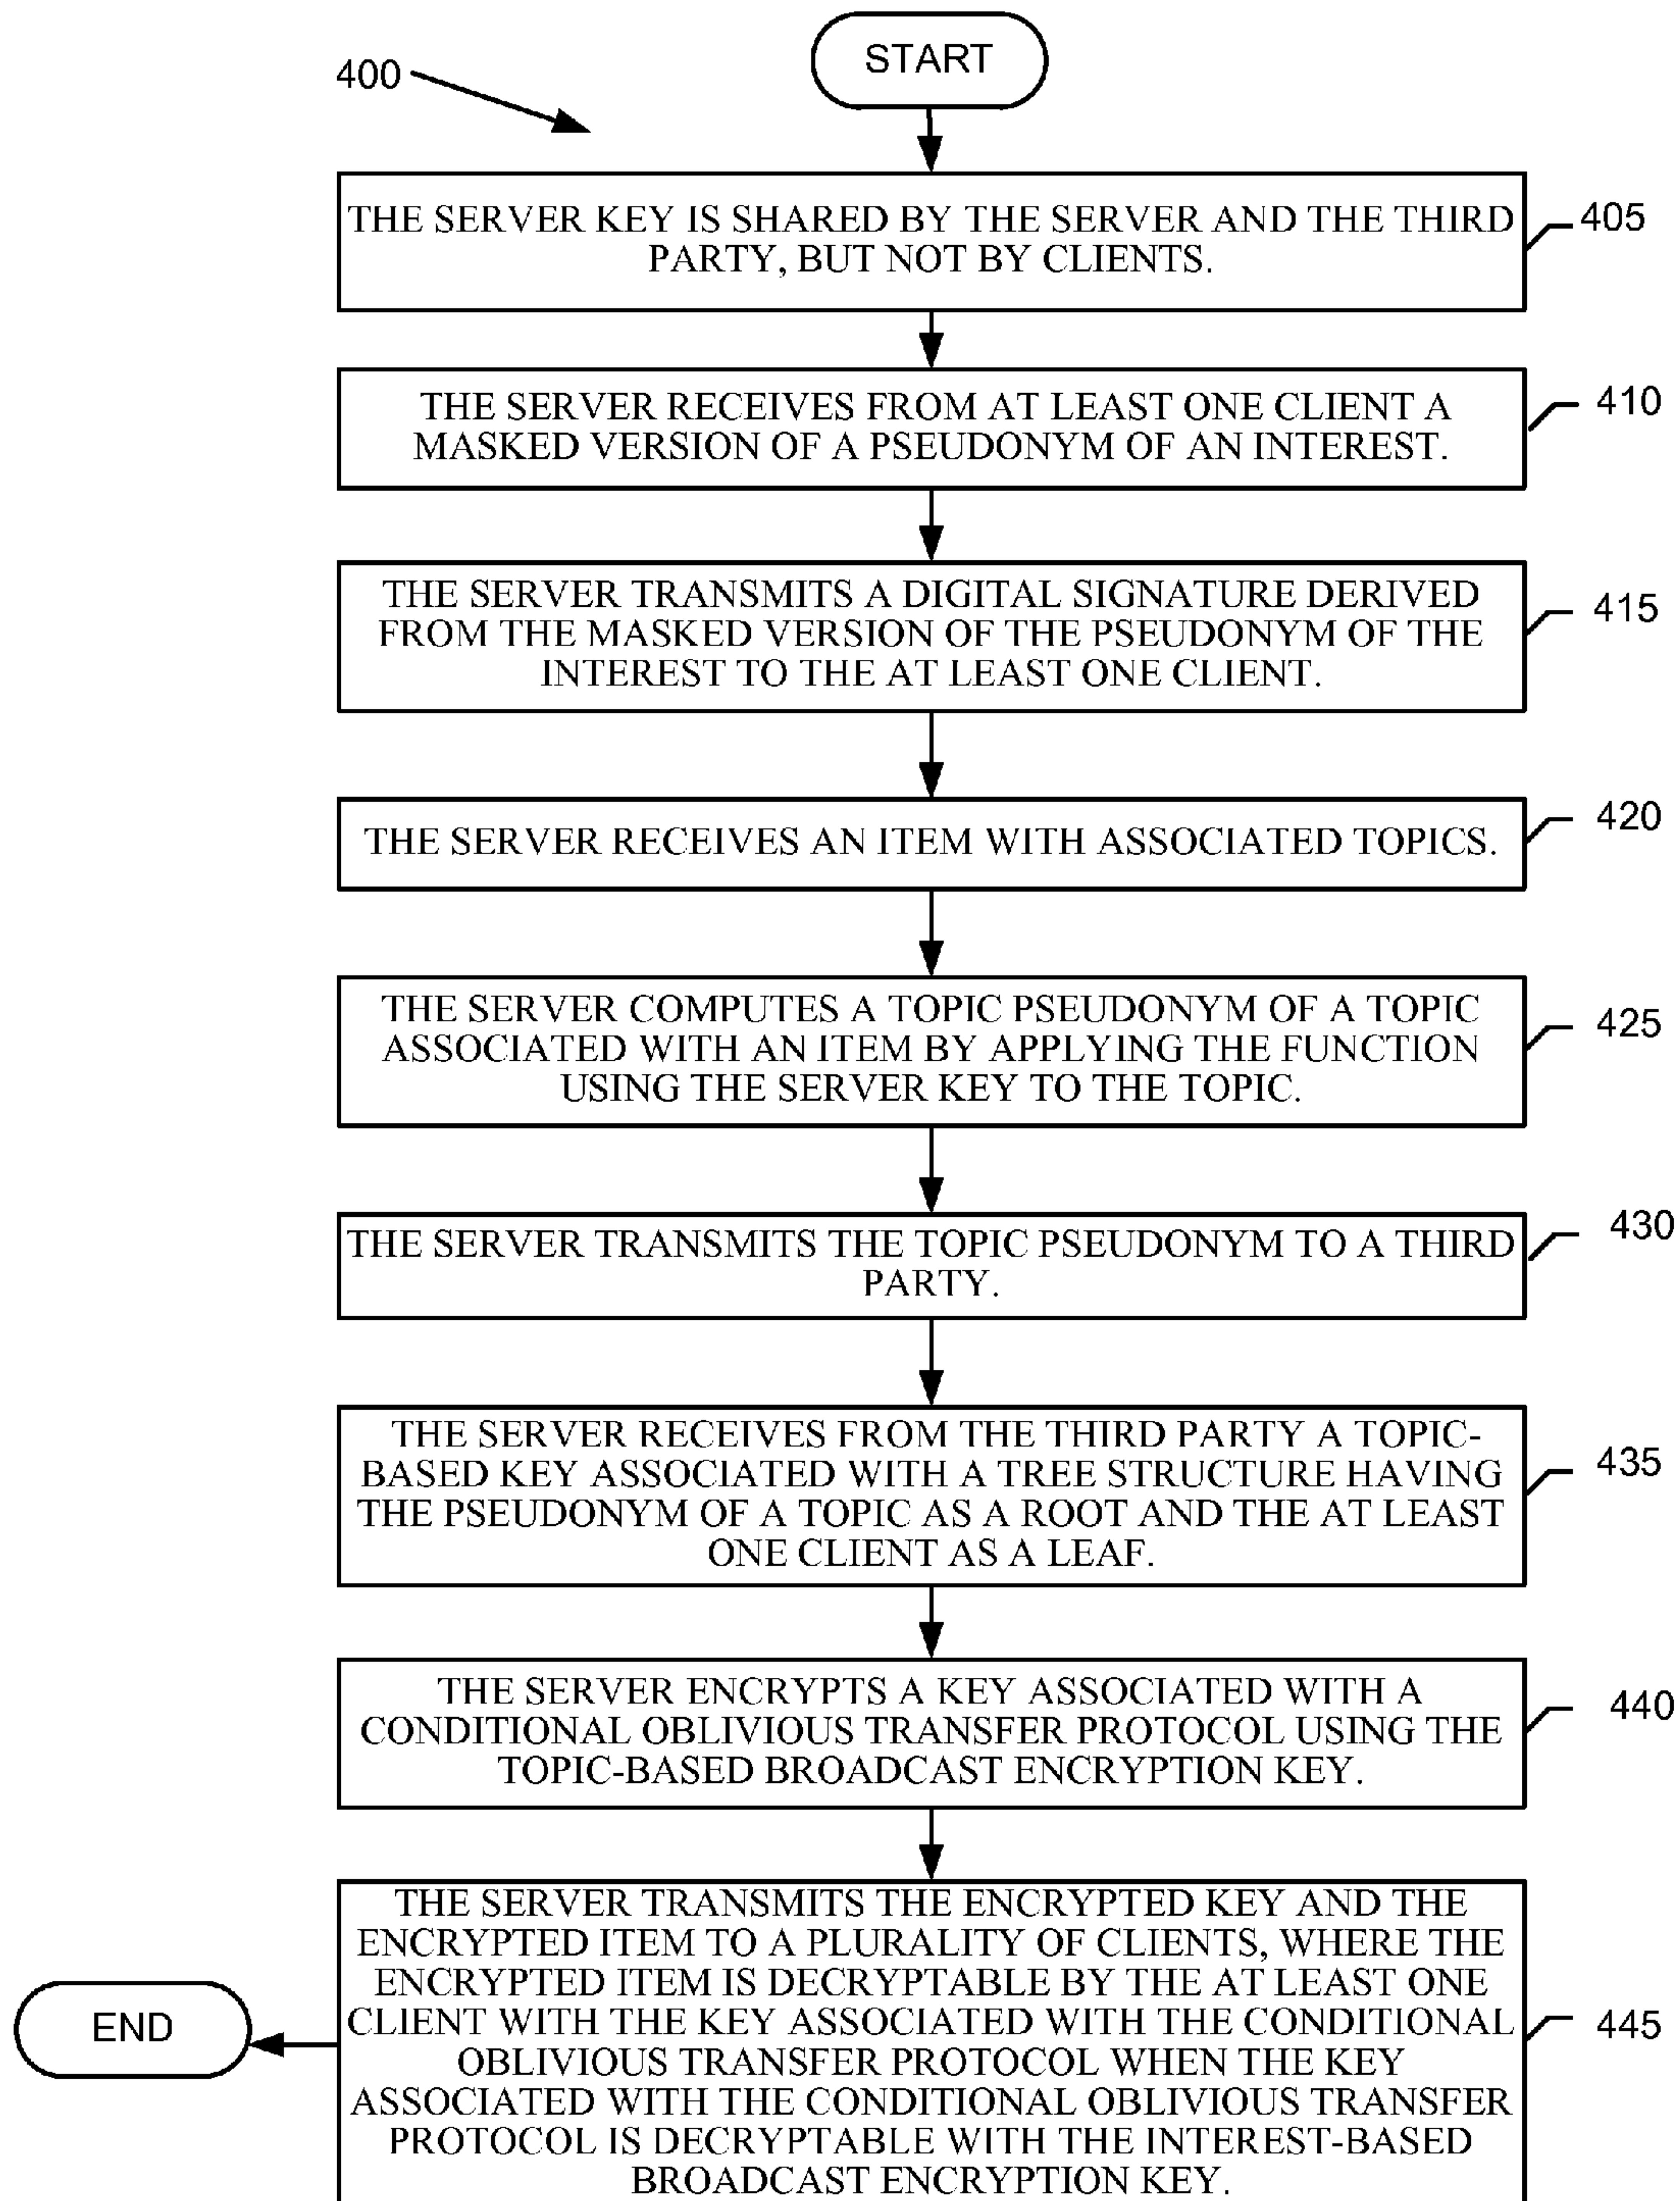 START
400
THE SERVER KEY IS SHARED BY THE SERVER AND THE THIRD
PARTY, BUT NOT BY CLIENTS.
405
THE SERVER RECEIVES FROM AT LEAST ONE CLIENT A
MASKED VERSION OF A PSEUDONYM OF AN INTEREST.
410
THE SERVER TRANSMITS A DIGITAL SIGNATURE DERIVED
FROM THE MASKED VERSION OF THE PSEUDONYM OF THE
INTEREST TO THE AT LEAST ONE CLIENT.
415
THE SERVER RECEIVES AN ITEM WITH ASSOCIATED TOPICS.
420
THE SERVER COMPUTES A TOPIC PSEUDONYM OF A TOPIC
ASSOCIATED WITH AN ITEM BY APPLYING THE FUNCTION
USING THE SERVER KEY TO THE TOPIC.
425
THE SERVER TRANSMITS THE TOPIC PSEUDONYM TO A THIRD
PARTY.
430
THE SERVER RECEIVES FROM THE THIRD PARTY A TOPIC-
BASED KEY ASSOCIATED WITH A TREE STRUCTURE HAVING
THE PSEUDONYM OF A TOPIC AS A ROOT AND THE AT LEAST
ONE CLIENT AS A LEAF.
435
THE SERVER ENCRYPTS A KEY ASSOCIATED WITH A
CONDITIONAL OBLIVIOUS TRANSFER PROTOCOL USING THE
TOPIC-BASED BROADCAST ENCRYPTION KEY.
440
THE SERVER TRANSMITS THE ENCRYPTED KEY AND THE
ENCRYPTED ITEM TO A PLURALITY OF CLIENTS, WHERE THE
ENCRYPTED ITEM IS DECRYPTABLE BY THE AT LEAST ONE
CLIENT WITH THE KEY ASSOCIATED WITH THE CONDITIONAL
OBLIVIOUS TRANSFER PROTOCOL WHEN THE KEY
ASSOCIATED WITH THE CONDITIONAL OBLIVIOUS TRANSFER
PROTOCOL IS DECRYPTABLE WITH THE INTEREST-BASED
BROADCAST ENCRYPTION KEY.
445
END